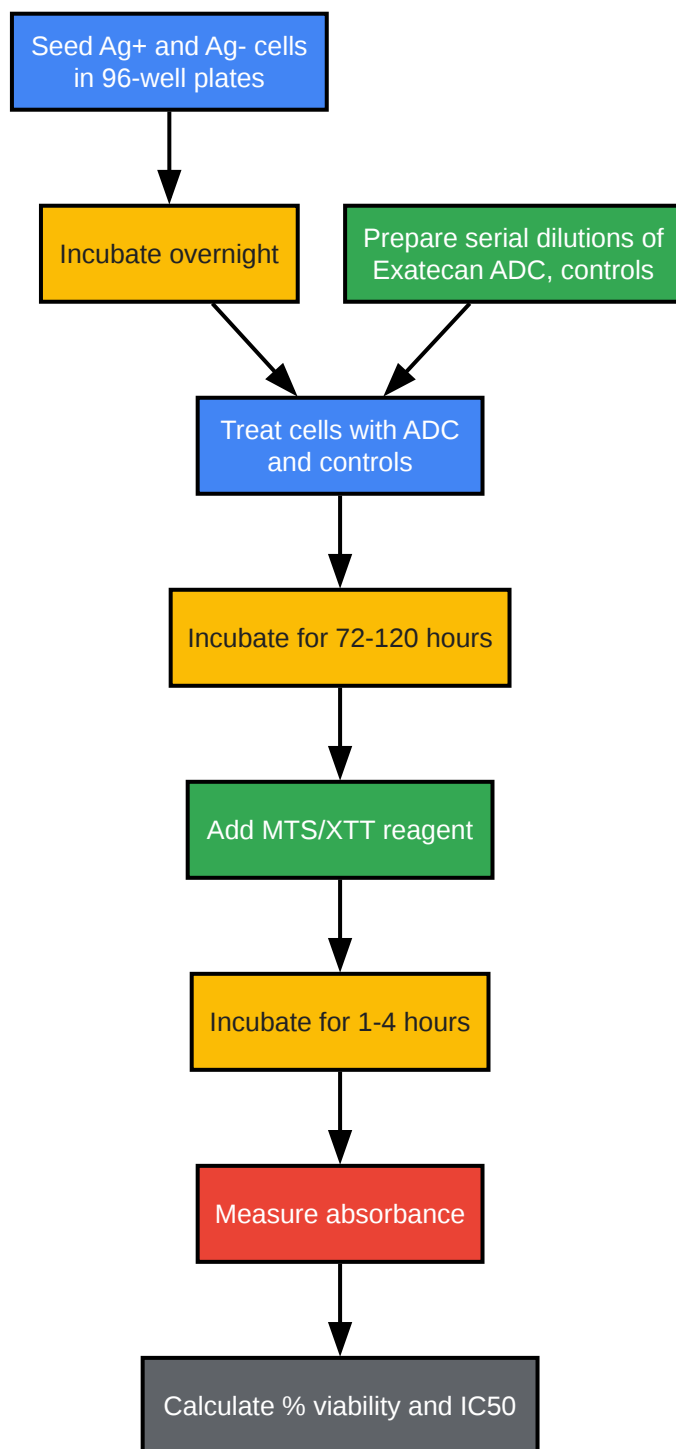 Seed Ag+ and Ag- cells
in 96-well plates
Incubate overnight
Prepare serial dilutions of
Exatecan ADC, controls
Treat cells with ADC
and controls
Incubate for 72-120 hours
Add MTS/XTT reagent
Incubate for 1-4 hours
Measure absorbance
Calculate % viability and IC50